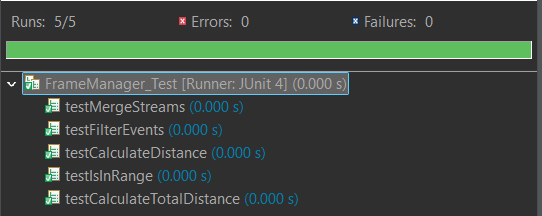 Runs: 5/5 Errors: 0 Failures: 0
FrameManager_Test [Runner: JUnit 4] (0.000 s)
testMergeStreams (0.000 s)
testFilterEvents (0.000 s)
testCalculateDistance (0.000 s)
testIsInRange (0.000 s)
testCalculateTotalDistance (0.000 s)